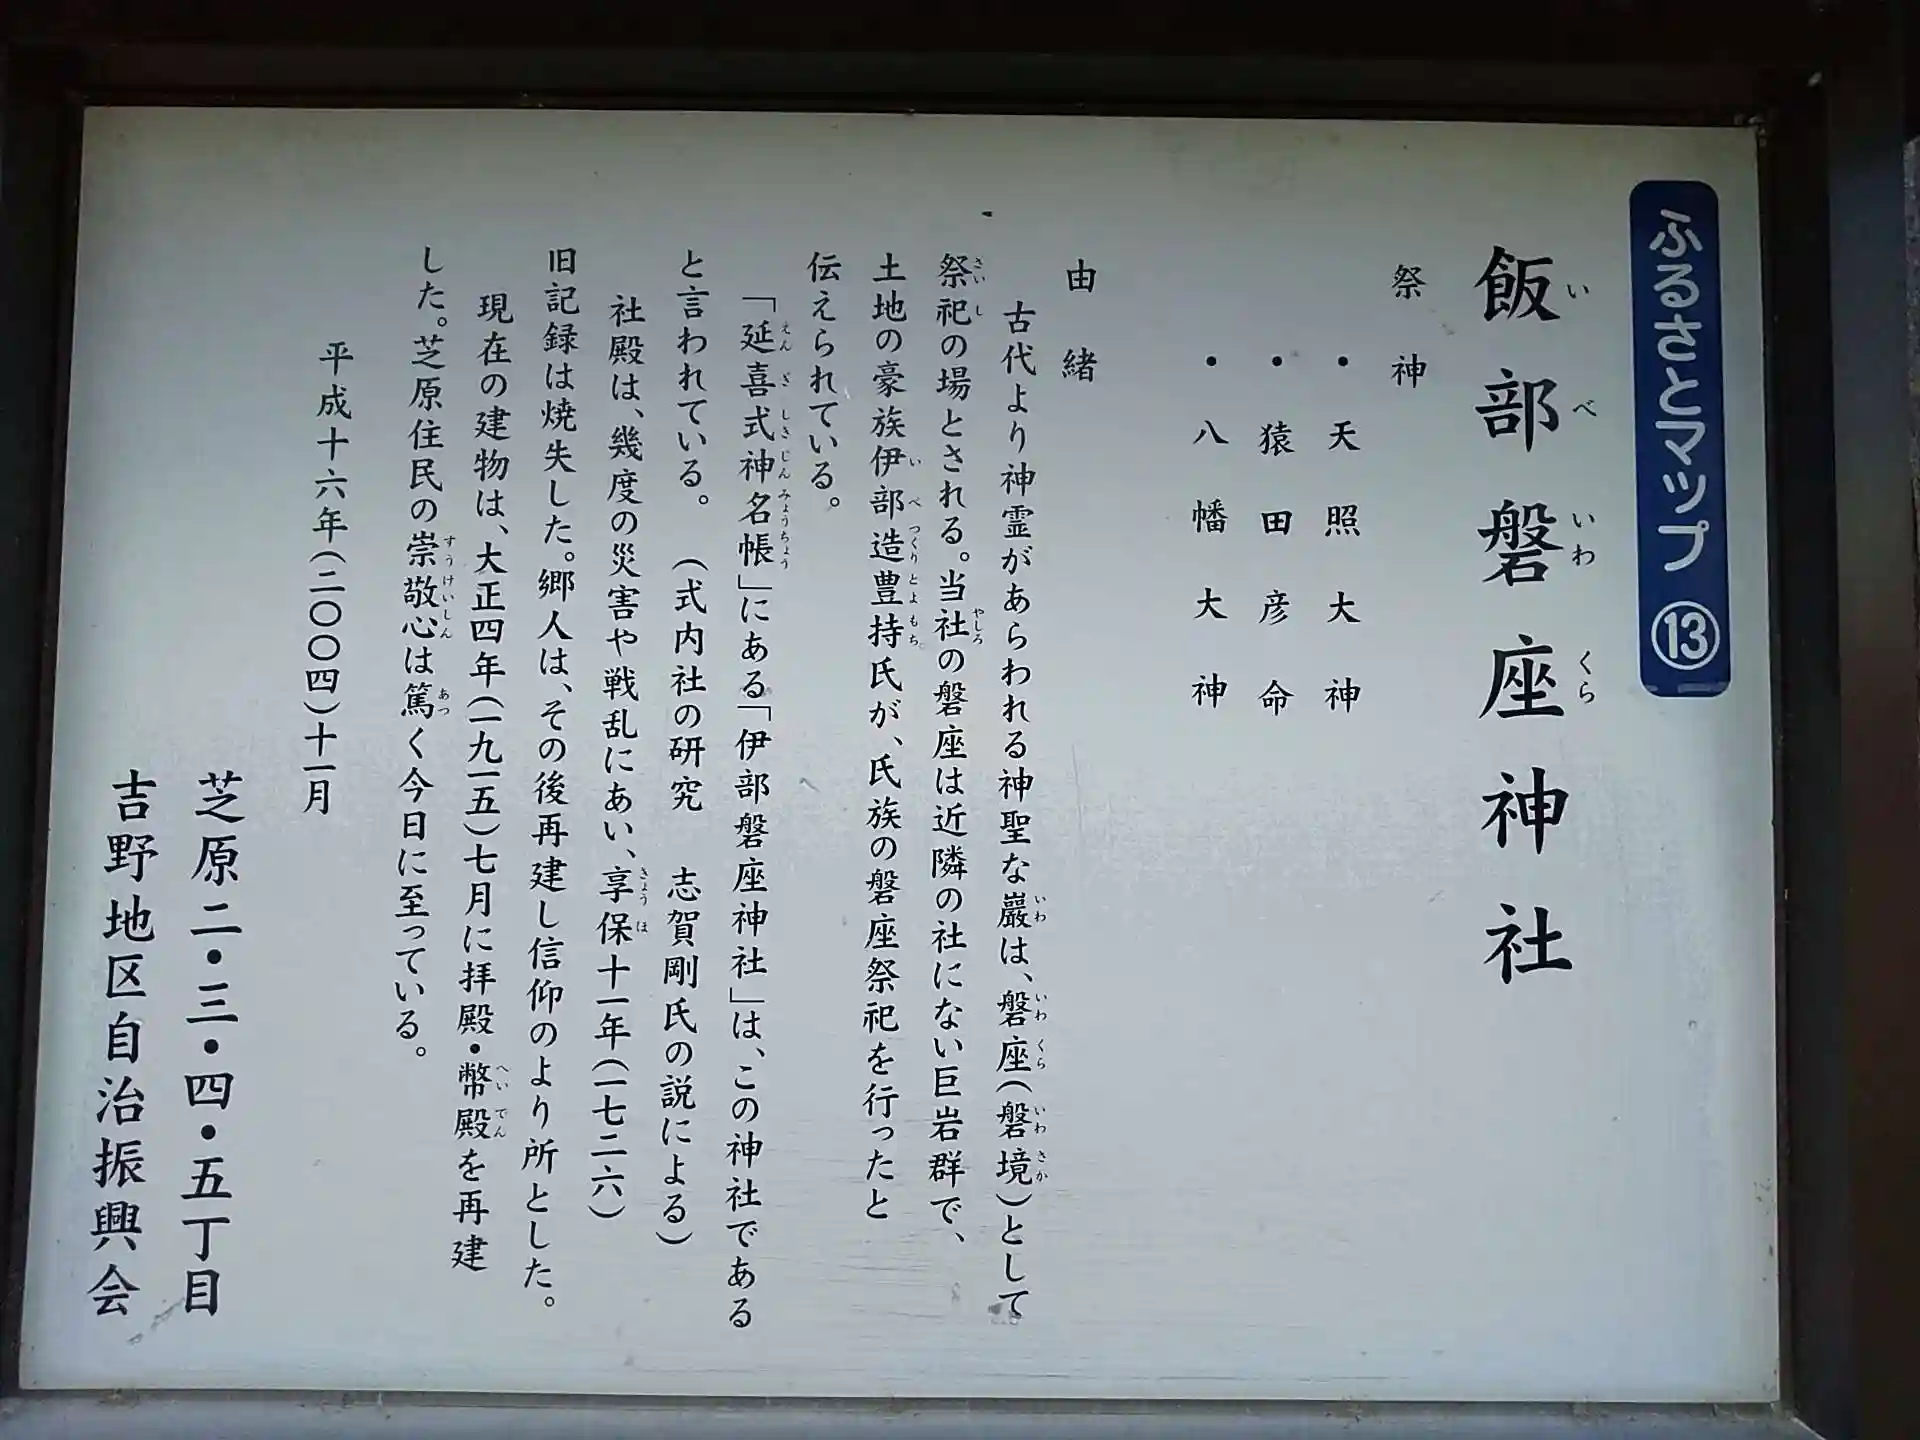 ふるさとマップ ⑬
飯部磐座神社
祭神
・天照大神
・猿田彦命
・八幡大神
由緒
古代より神霊があらわれる神聖な巖は、磐座(磐境)として
祭祀の場とされる。当社の磐座は近隣の社にない巨岩群で、
土地の豪族伊部造豊持氏が、氏族の磐座祭祀を行ったと
伝えられている。
「延喜式神名帳」にある「伊部磐座神社」は、この神社である
と言われている。(式内社の研究 志賀剛氏の説による)
社殿は、幾度の災害や戦乱にあい、享保十一年(一七二六)
旧記録は焼失した。郷人は、その後再建し信仰のより所とした。
現在の建物は、大正四年(一九一五)七月に拝殿・幣殿を再建
した。芝原住民の崇敬心は篤く今日に至っている。
平成十六年(二〇〇四)十一月
芝原二・三・四・五丁目
吉野地区自治振興会